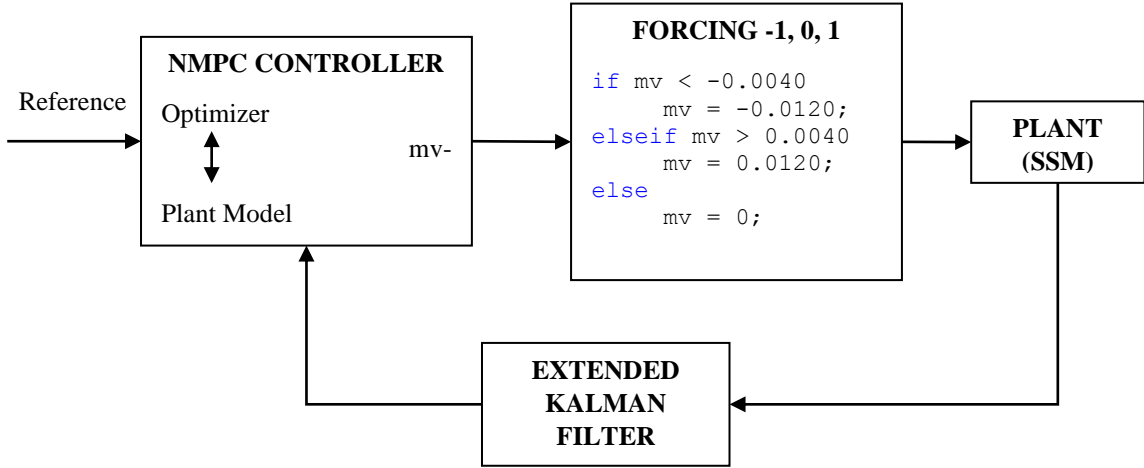 Reference
NMPC CONTROLLER
Optimizer
mv-
Plant Model
FORCING -1, 0, 1
if mv < -0.0040
mv = -0.0120;
elseif mv > 0.0040
mv = 0.0120;
else
mv = 0;
PLANT
(SSM)
EXTENDED
KALMAN
FILTER